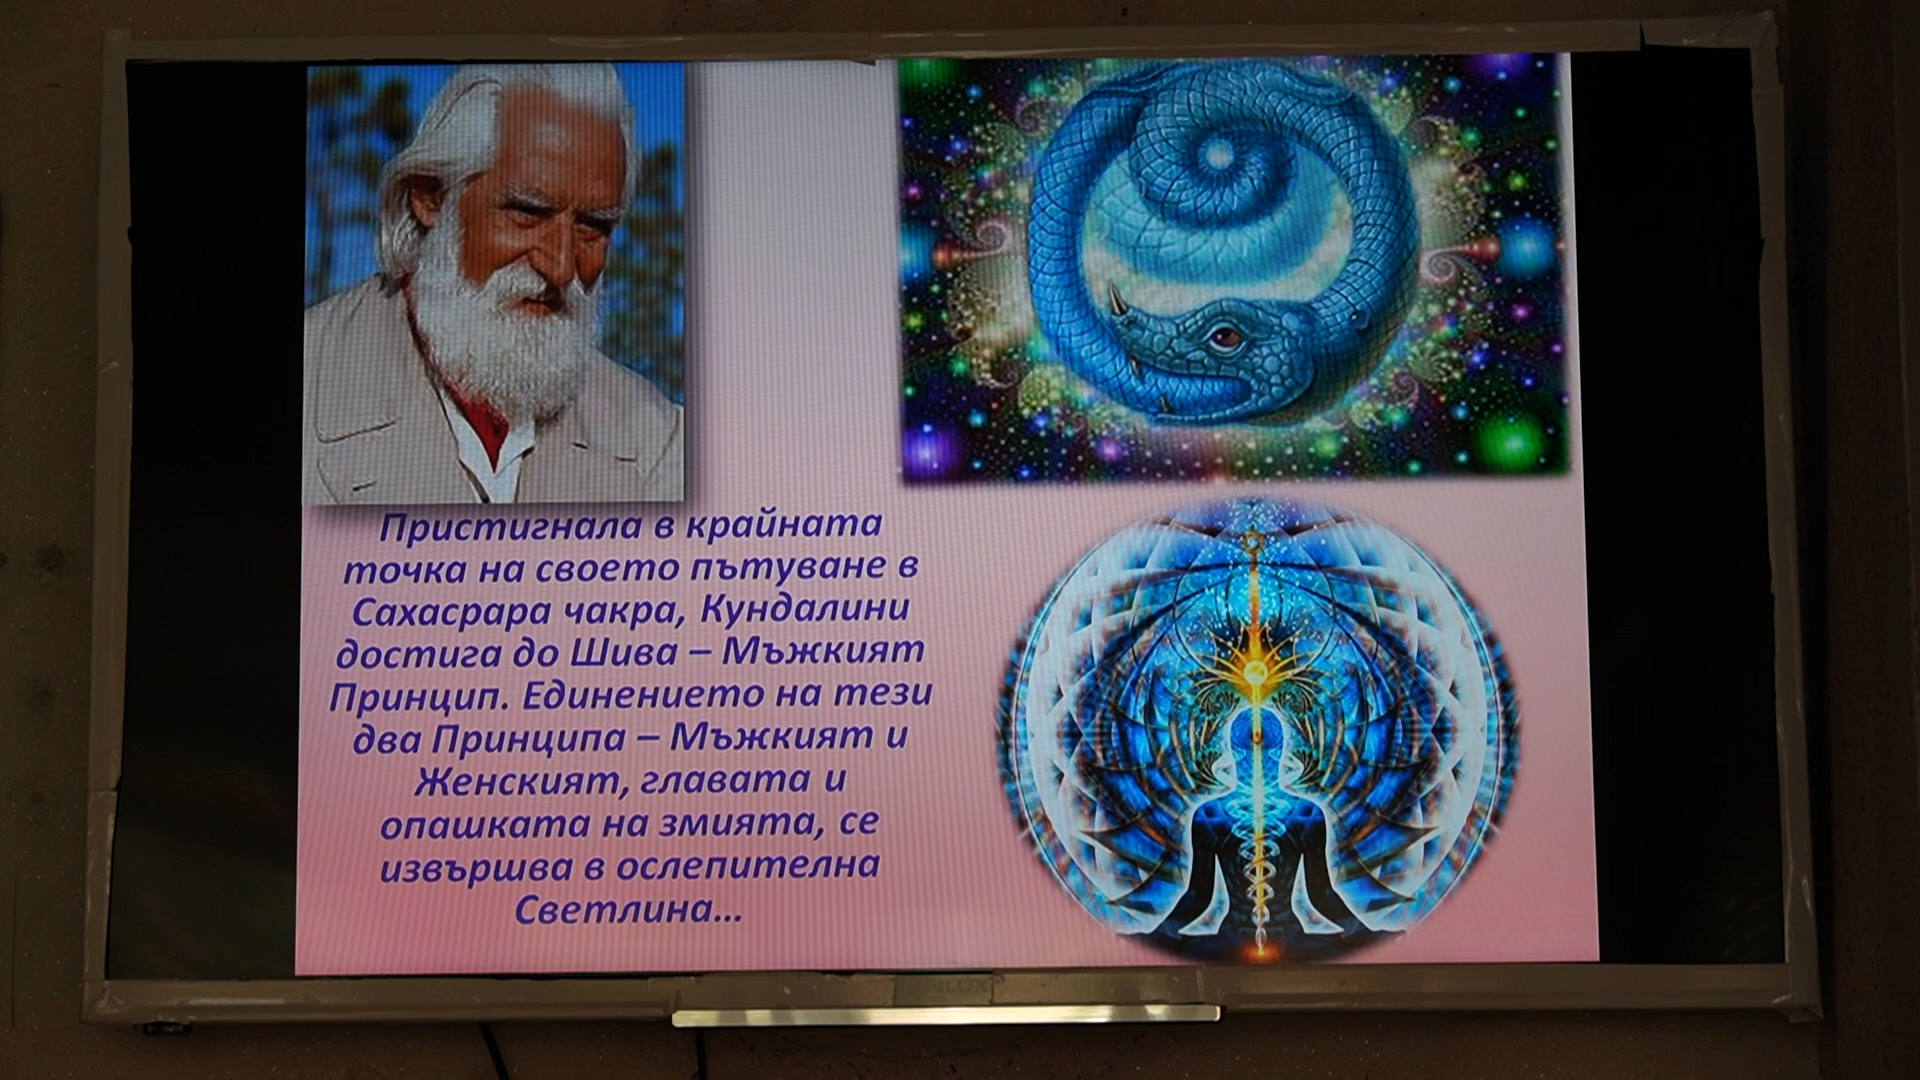 Пристигнала в крайната
точка на своето пътуване в
Сахасрара чакра, Кундалини
достига до Шива – Мъжкият
Принцип. Единението на тези
два Принципа – Мъжкият и
Женският, главата и
опашката на змията, се
извършва в ослепителна
Светлина...